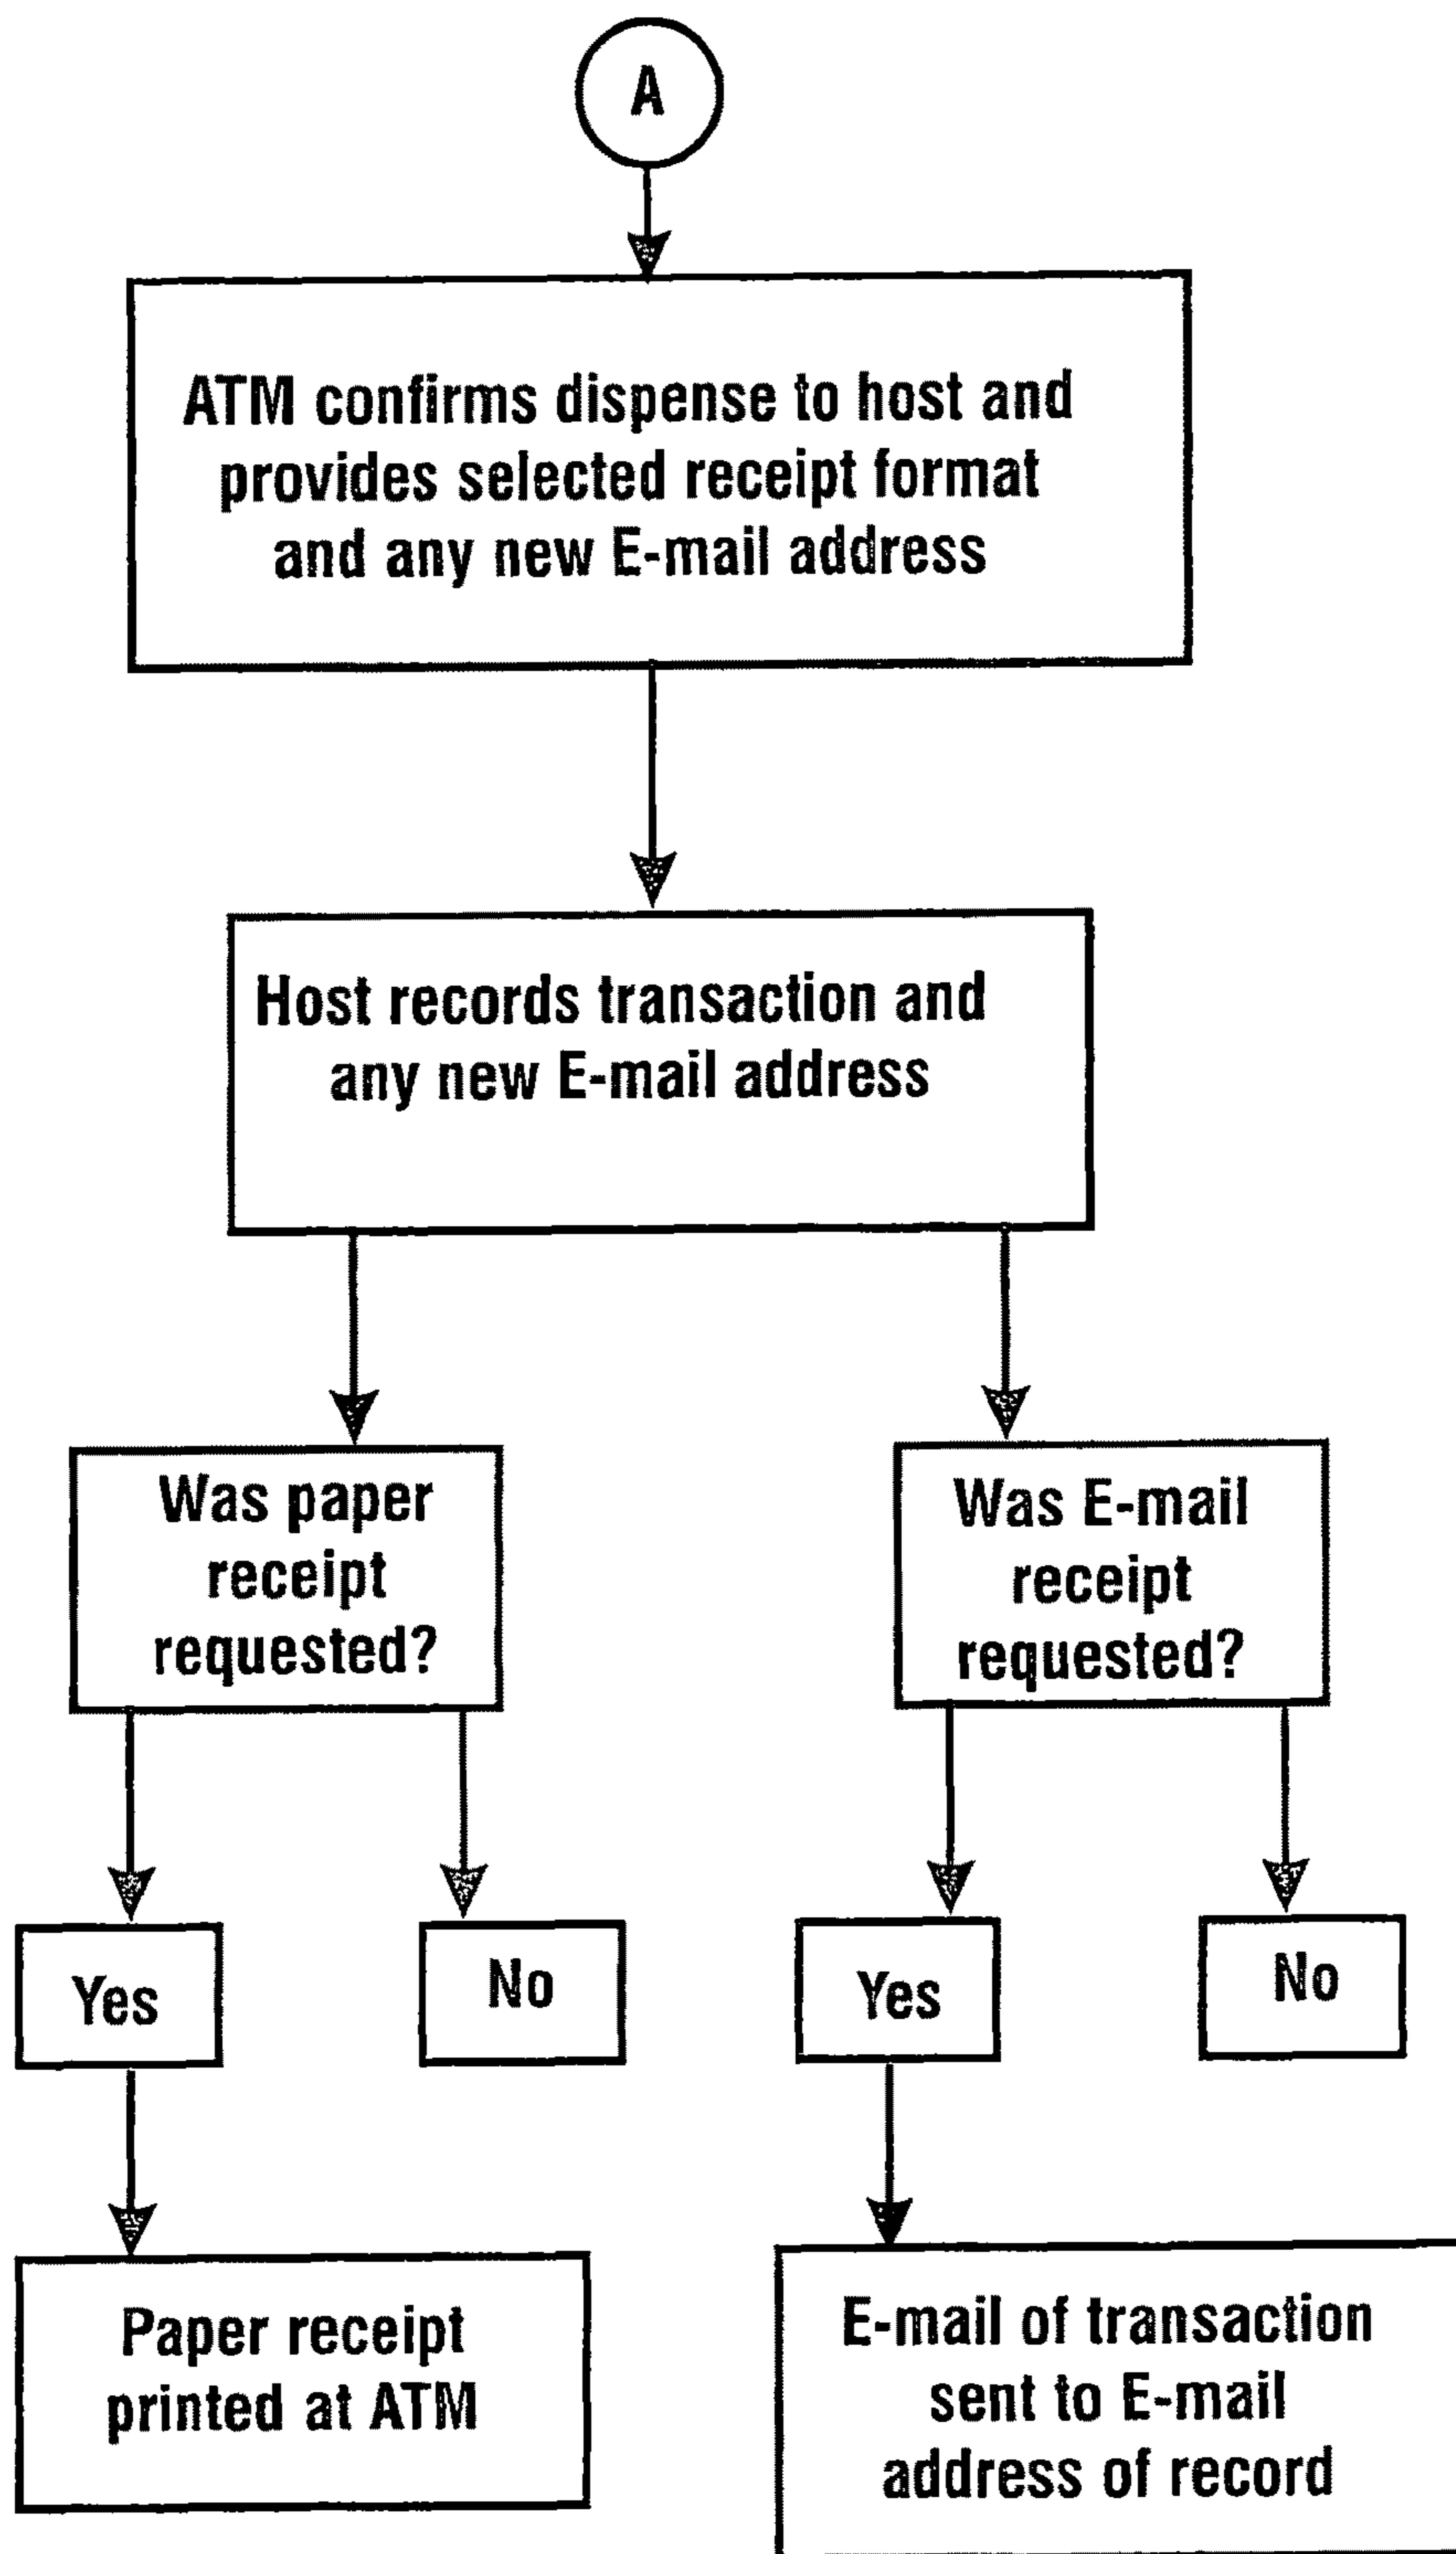 A
ATM confirms dispense to host and
provides selected receipt format
and any new E-mail address
Host records transaction and
any new E-mail address
Was paper
receipt
requested?
Was E-mail
receipt
requested?
Yes
No
Yes
No
Paper receipt
printed at ATM
E-mail of transaction
sent to E-mail
address of record